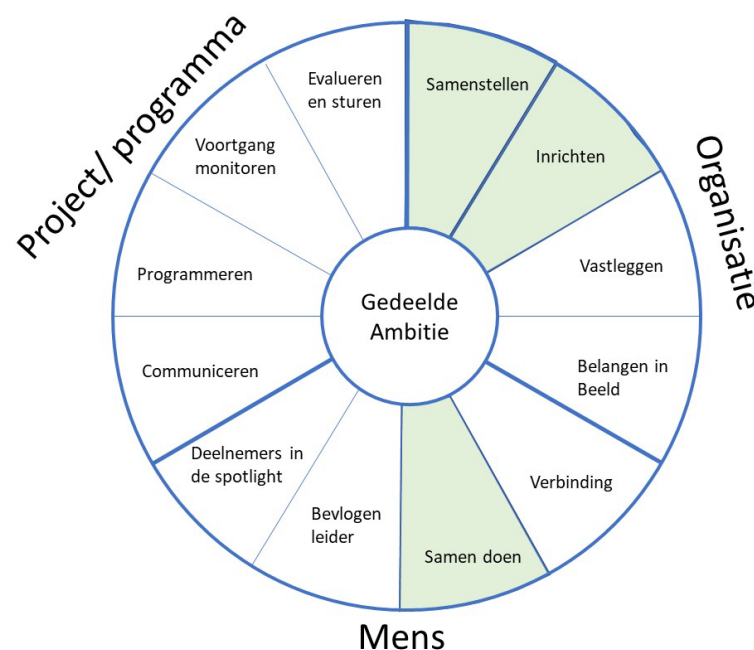 Project/ programma
Organisatie
Mens
Gedeelde
Ambitie
Samenstellen
Inrichten
Vastleggen
Belangen in
Beeld
Verbinding
Samen doen
Bevlogen
leider
Deelnemers in
de spotlight
Communiceren
Programmeren
Voortgang
monitoren
Evalueren
en sturen